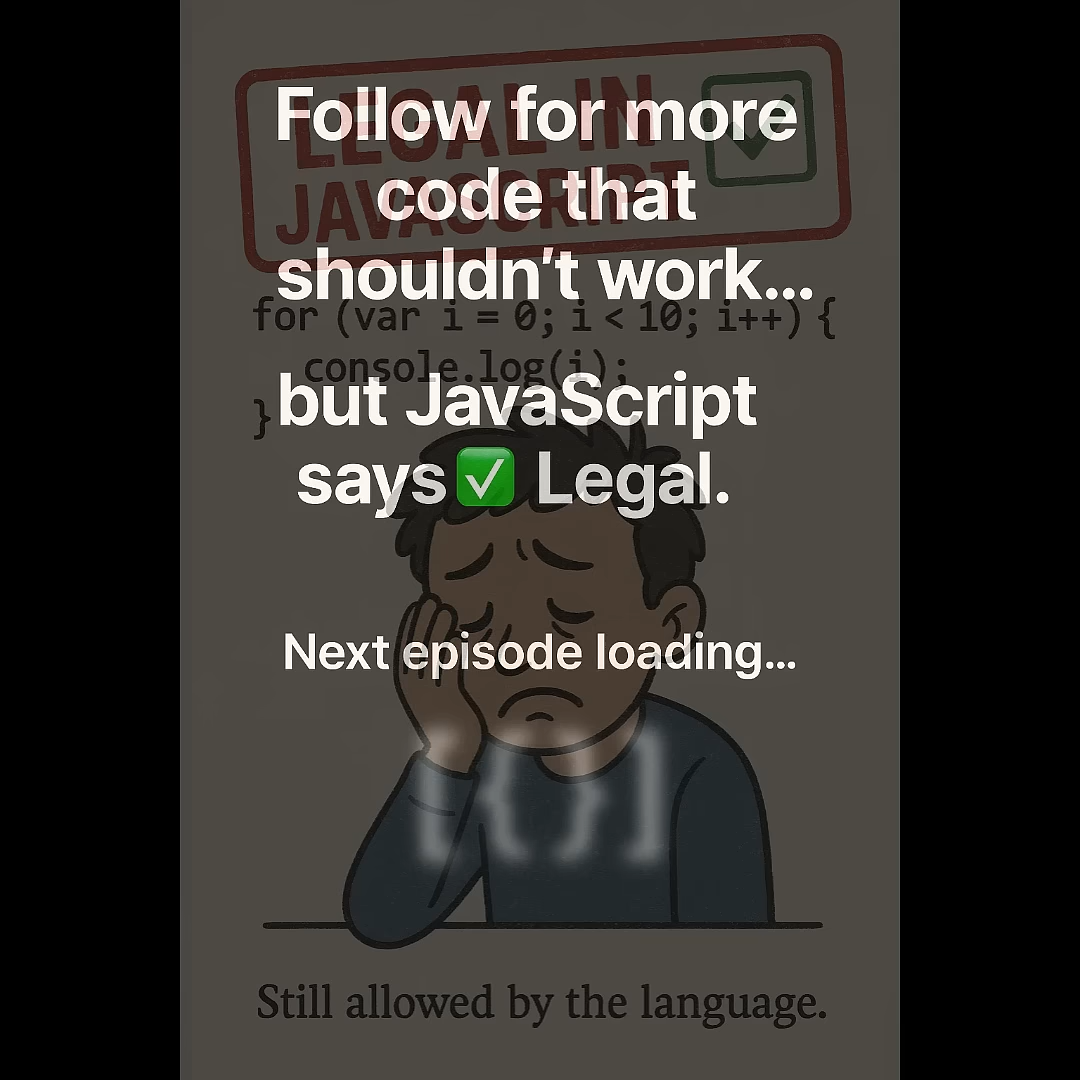 LEGAL IN
JAVASCRIPT
Follow for more
code that
shouldn’t work...
for (var i = 0; i < 10; i++) {
console.log(i);
}
but JavaScript
says ✅ Legal.
Next episode loading...
[{}]
Still allowed by the language.